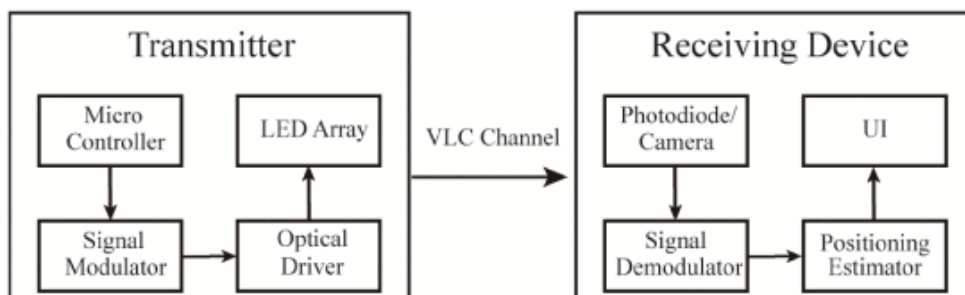 Transmitter
Micro
Controller
LED Array
Signal
Modulator
Optical
Driver
VLC Channel
Receiving Device
Photodiode/
Camera
UI
Signal
Demodulator
Positioning
Estimator